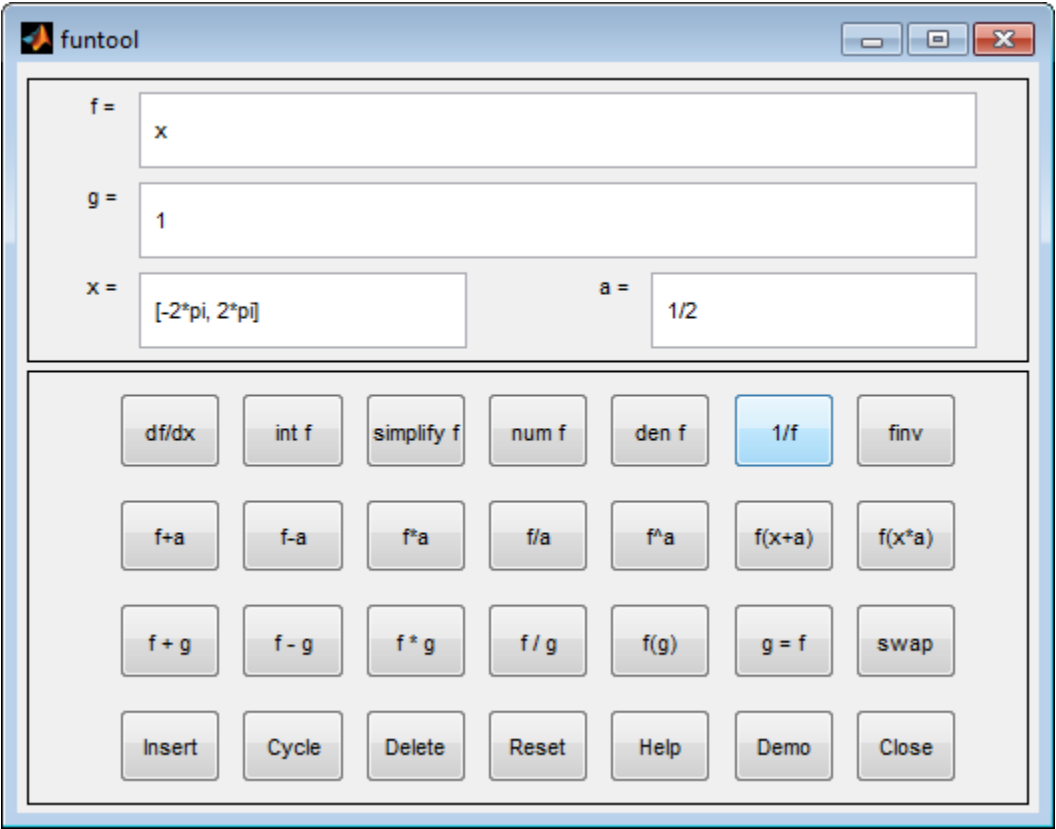 funtool
f =
x
g =
1
x =
[-2*pi, 2*pi]
a =
1/2
df/dx int f simplify f num f den f 1/f finv
f+a f-a f*a f/a f^a f(x+a) f(x*a)
f + g f - g f * g f / g f(g) g = f swap
Insert Cycle Delete Reset Help Demo Close